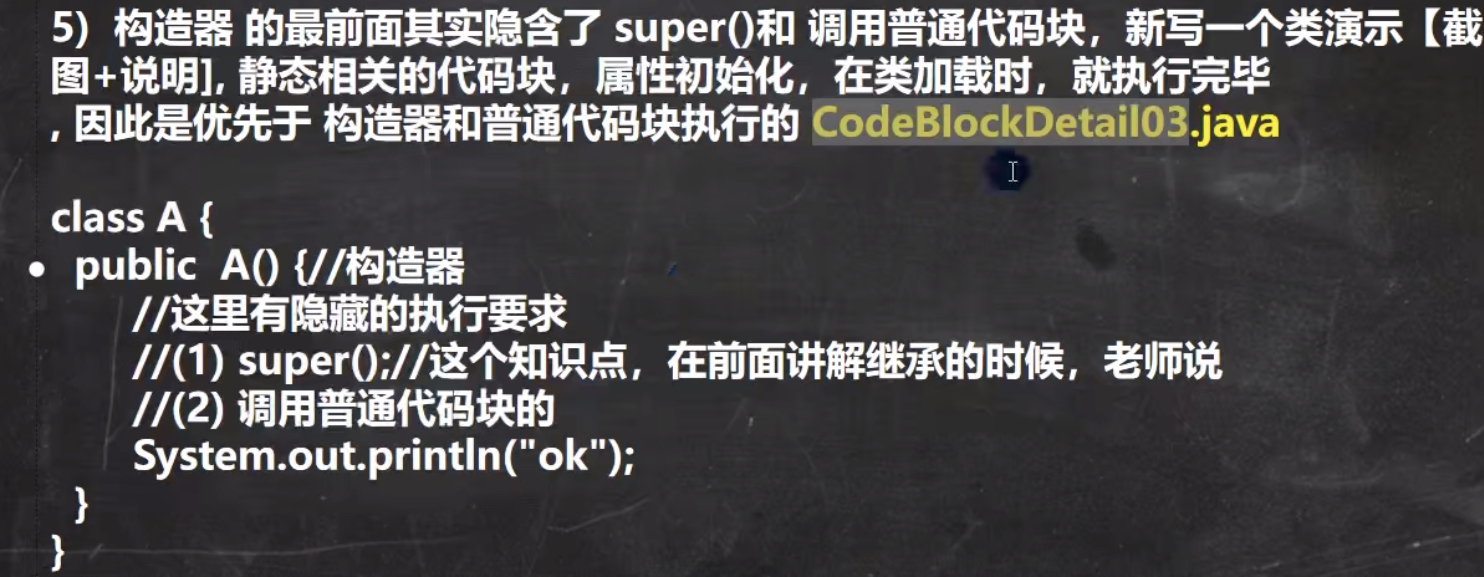 5) 构造器 的最前面其实隐含了 super()和 调用普通代码块，新写一个类演示【截
图+说明], 静态相关的代码块，属性初始化，在类加载时，就执行完毕
, 因此是优先于 构造器和普通代码块执行的 CodeBlockDetail03.java
class A {
• public A() {//构造器
//这里有隐藏的执行要求
//(1) super();//这个知识点，在前面讲解继承的时候，老师说
//(2) 调用普通代码块的
System.out.println("ok");
}
}